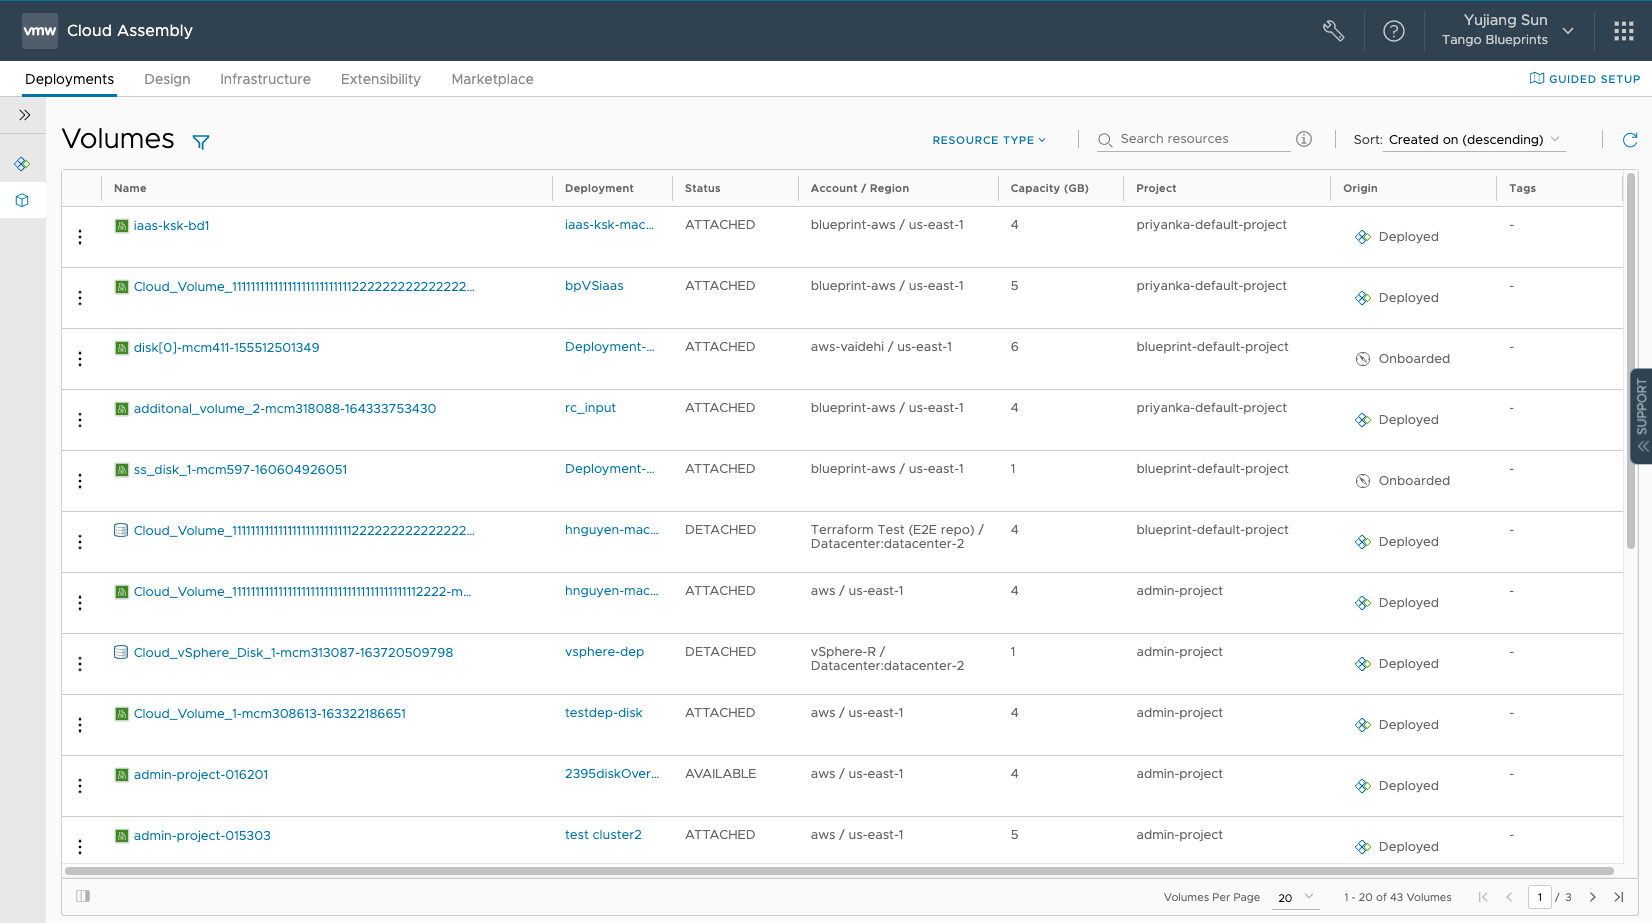 vmw Cloud Assembly
Yujiang Sun
Tango Blueprints
Deployments Design Infrastructure Extensibility Marketplace GUIDED SETUP
Volumes RESOURCE TYPE Search resources Sort: Created on (descending)
Name Deployment Status Account / Region Capacity (GB) Project Origin Tags
iaas-ksk-bd1 iaas-ksk-mac... ATTACHED blueprint-aws / us-east-1 4 priyanka-default-project Deployed -
bpVSiaas ATTACHED blueprint-aws / us-east-1 5 priyanka-default-project Deployed -
disk[0]-mcm411-155512501349 Deployment-... ATTACHED aws-vaidehi / us-east-1 6 blueprint-default-project Onboarded -
additonal_volume_2-mcm318088-164333753430 rc_input ATTACHED blueprint-aws / us-east-1 4 priyanka-default-project Deployed -
ss_disk_1-mcm597-160604926051 Deployment-... ATTACHED blueprint-aws / us-east-1 1 blueprint-default-project Onboarded -
hnguyen-mac... DETACHED Terraform Test (E2E repo) / 4 blueprint-default-project Deployed -
Datacenter:datacenter-2
hnguyen-mac... ATTACHED aws / us-east-1 4 admin-project Deployed -
Cloud_vSphere_Disk_1-mcm313087-163720509798 vsphere-dep DETACHED vSphere-R / 1 admin-project Deployed -
Datacenter:datacenter-2
Cloud_Volume_1-mcm308613-163322186651 testdep-disk ATTACHED aws / us-east-1 4 admin-project Deployed -
admin-project-016201 2395diskOver... AVAILABLE aws / us-east-1 4 admin-project Deployed -
admin-project-015303 test cluster2 ATTACHED aws / us-east-1 5 admin-project Deployed -
SUPPORT
Volumes Per Page 20 1 - 20 of 43 Volumes 1 / 3